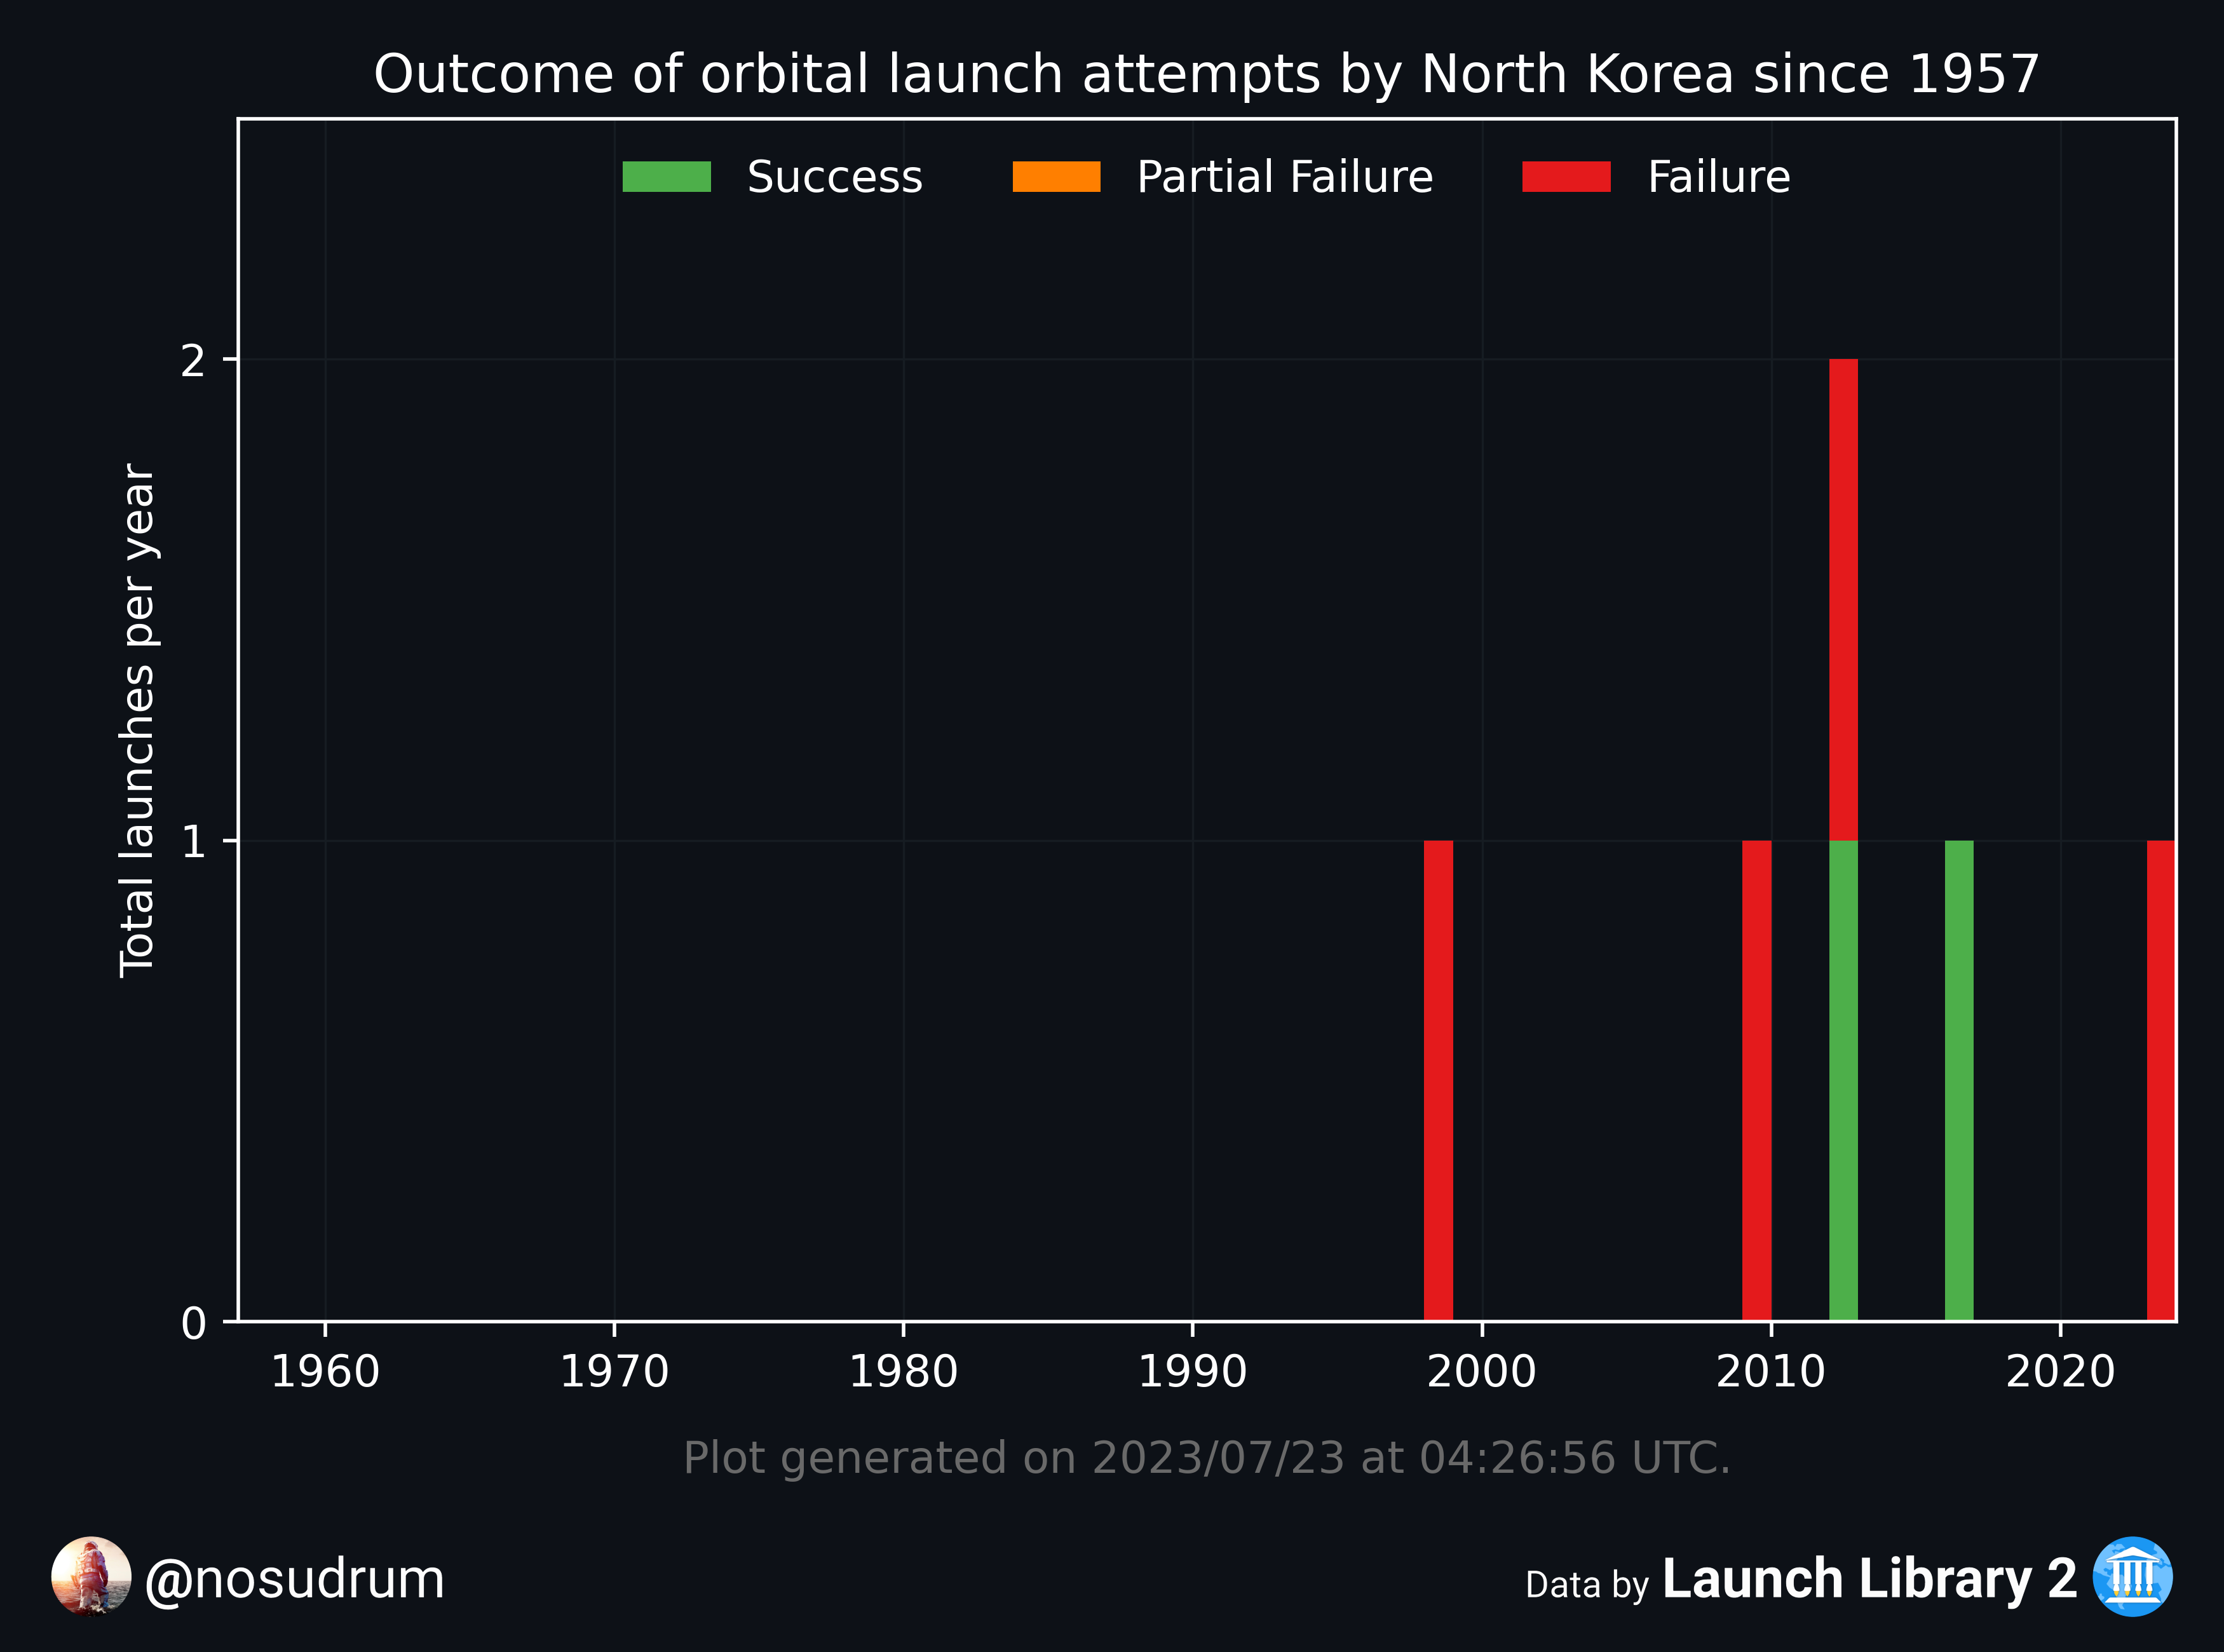 Outcome of orbital launch attempts by North Korea since 1957
Success Partial Failure Failure
Total launches per year
2
1
0
1960 1970 1980 1990 2000 2010 2020
Plot generated on 2023/07/23 at 04:26:56 UTC.
@nosudrum
Data by Launch Library 2